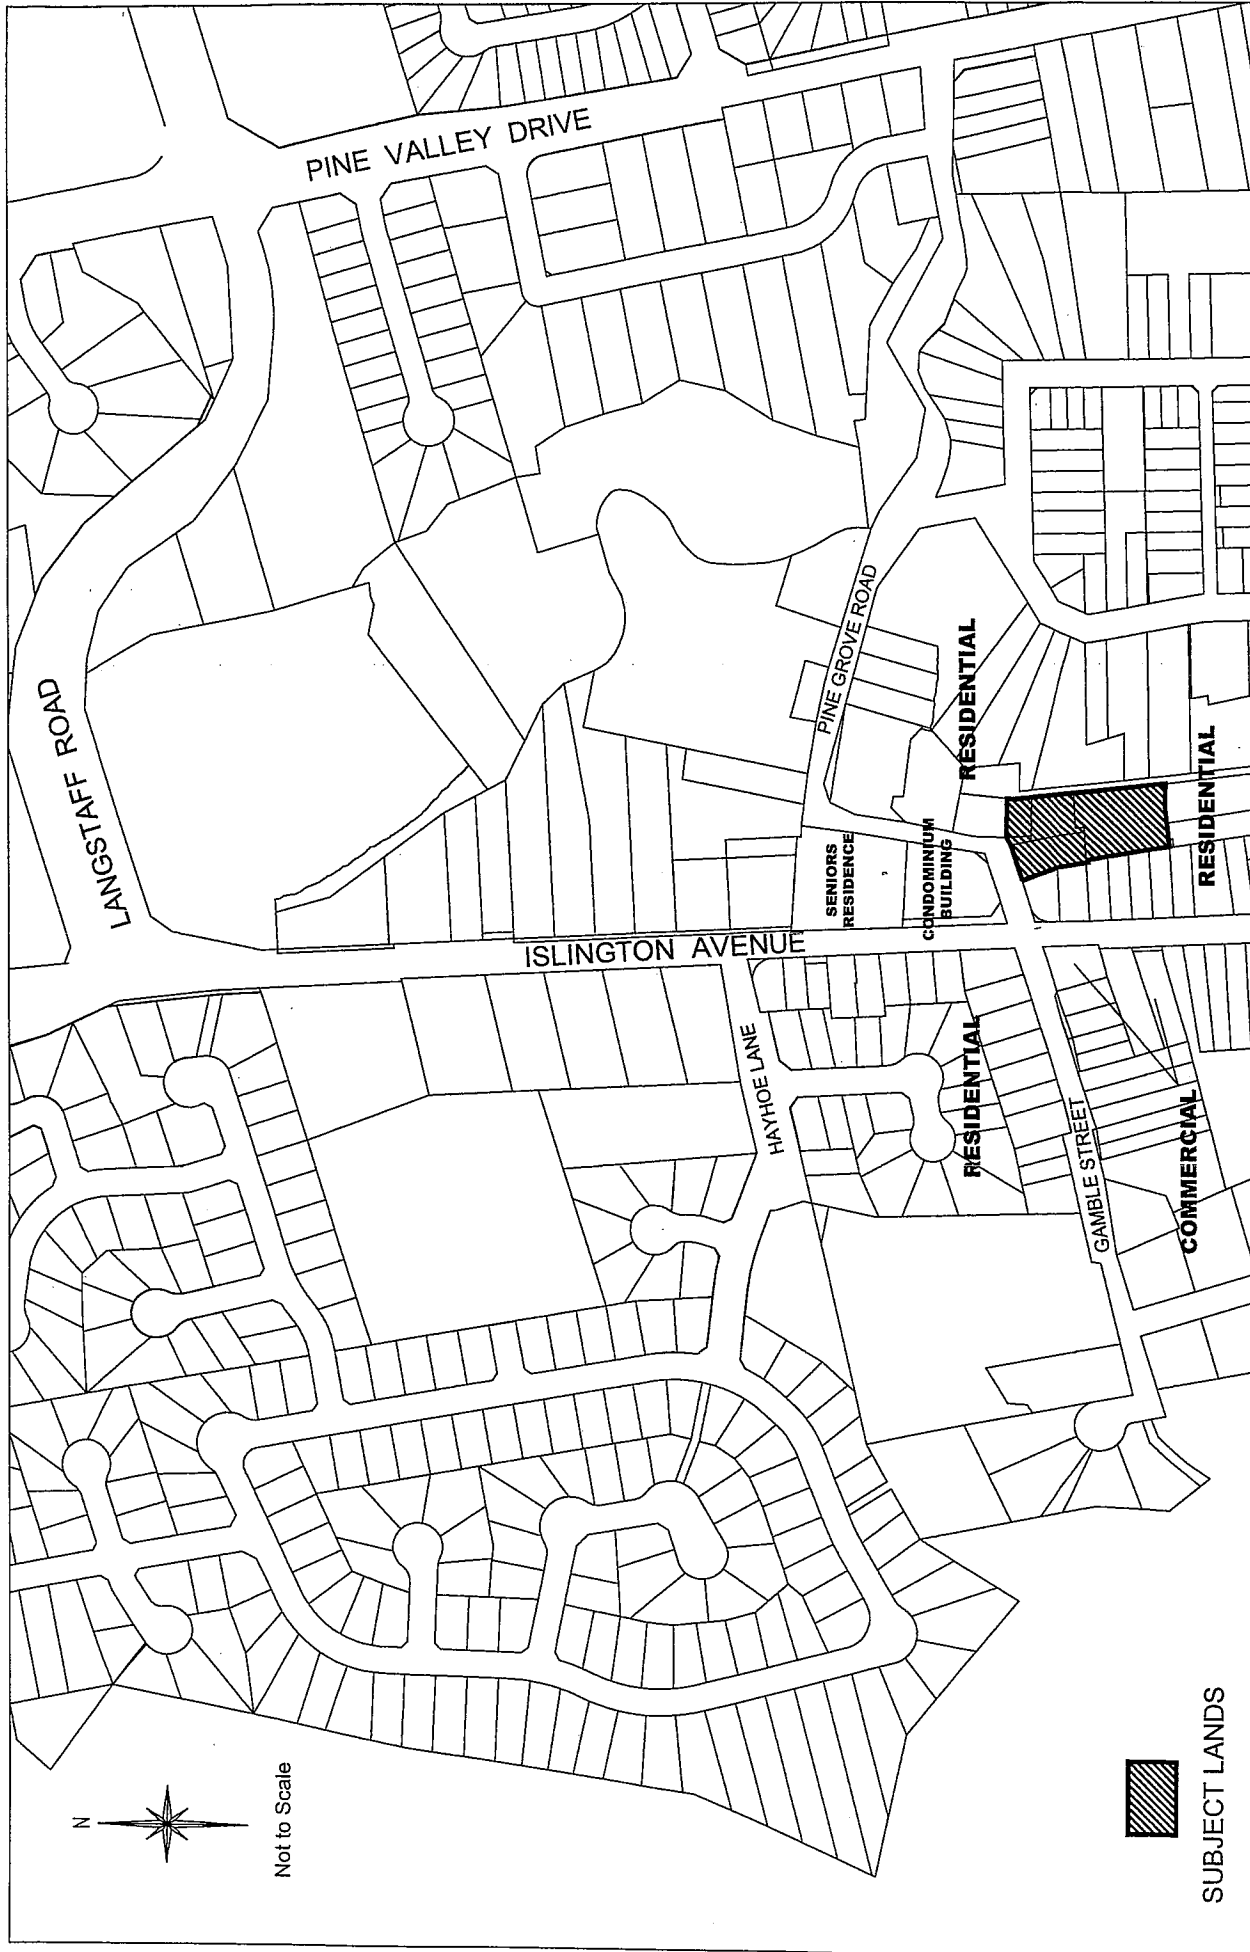 N
Not to Scale
LANGSTAFF ROAD
PINE VALLEY DRIVE
ISLINGTON AVENUE
HAYHOE LANE
PINE GROVE ROAD
SENIORS
RESIDENCE
CONDOMINIUM
BUILDING
RESIDENTIAL
RESIDENTIAL
GAMBLE STREET
COMMERCIAL
RESIDENTIAL
SUBJECT LANDS